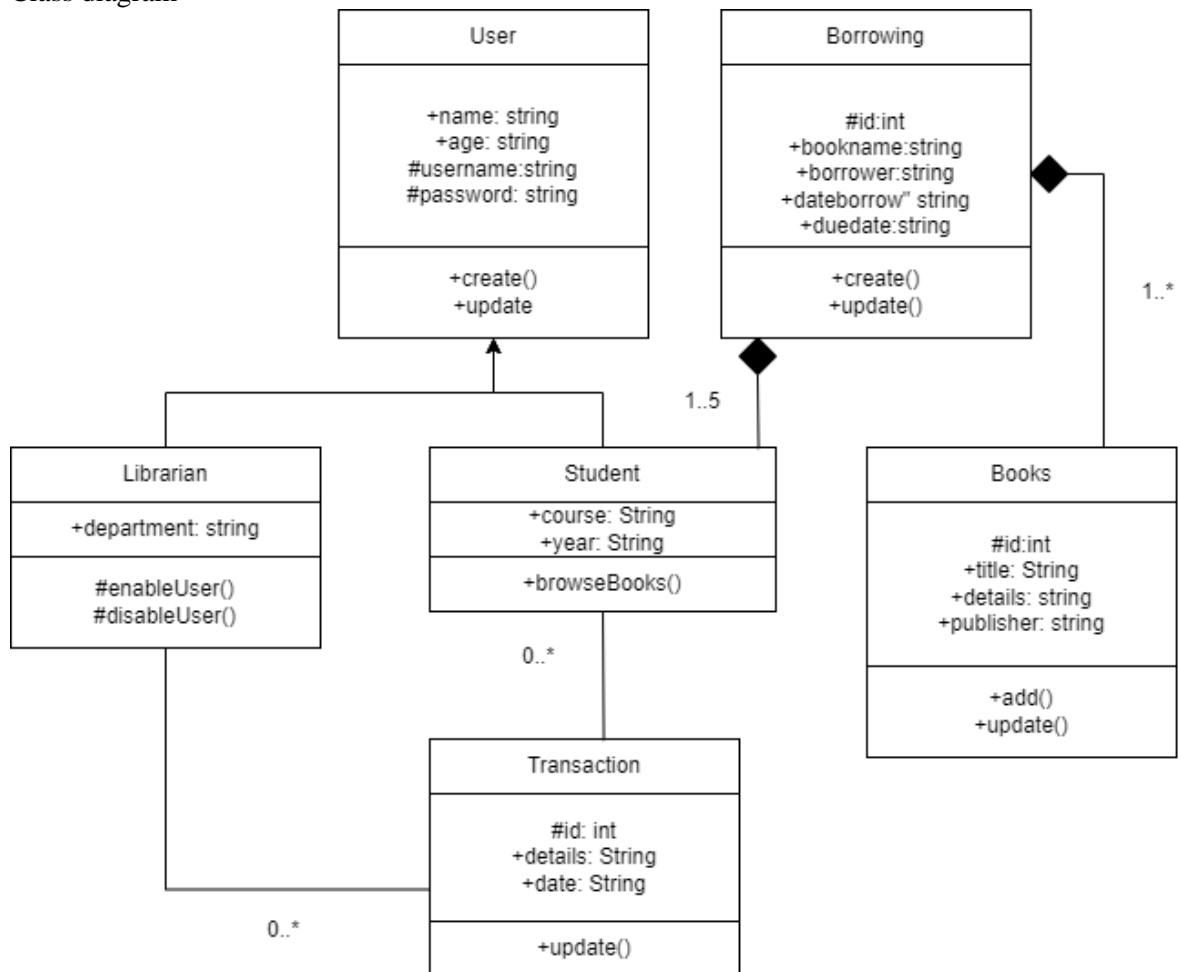 Class diagram
User
+name: string
+age: string
#username:string
#password: string
+create()
+update
Borrowing
#id:int
+bookname:string
+borrower:string
+dateborrow" string
+duedate:string
+create()
+update()
1..*
1..5
Librarian
+department: string
#enableUser()
#disableUser()
Student
+course: String
+year: String
+browseBooks()
Books
#id:int
+title: String
+details: string
+publisher: string
+add()
+update()
0..*
Transaction
#id: int
+details: String
+date: String
+update()
0..*